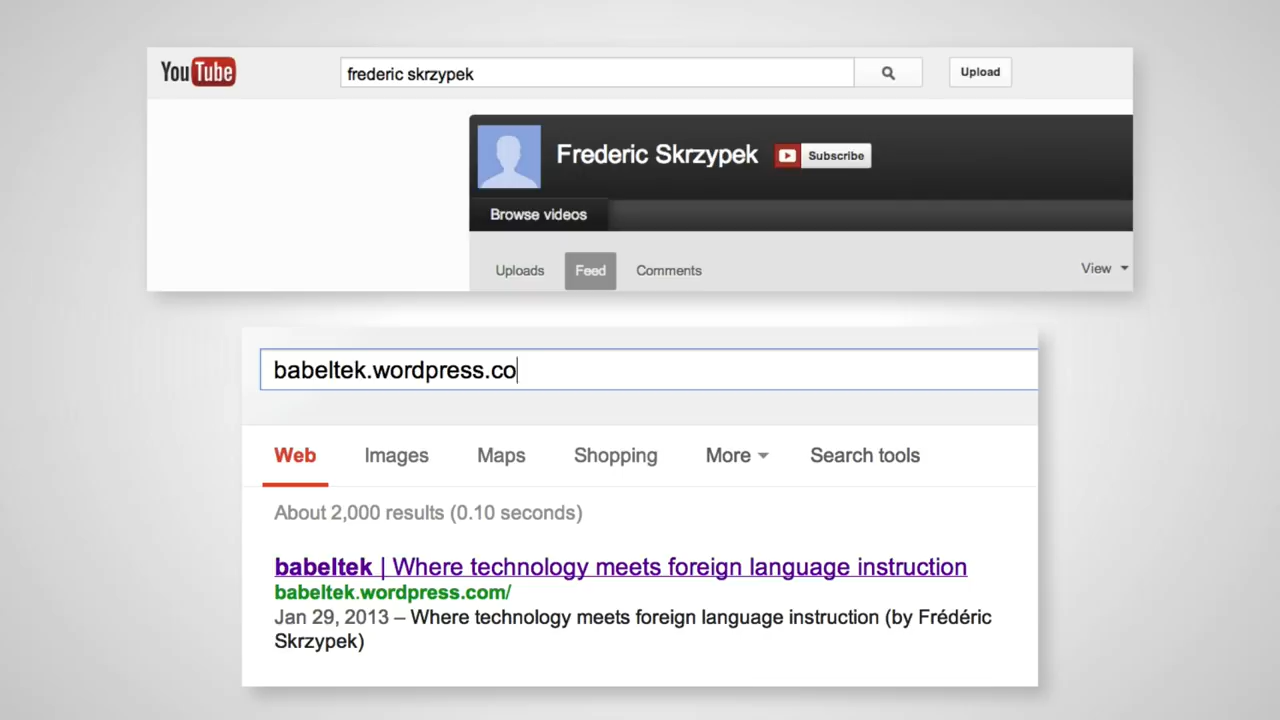 YouTube frederic skrzypek Upload
Frederic Skrzypek Subscribe
Browse videos
Uploads Feed Comments View
babeltek.wordpress.co
Web Images Maps Shopping More Search tools
About 2,000 results (0.10 seconds)
babeltek | Where technology meets foreign language instruction
babeltek.wordpress.com/
Jan 29, 2013 – Where technology meets foreign language instruction (by Frédéric
Skrzypek)